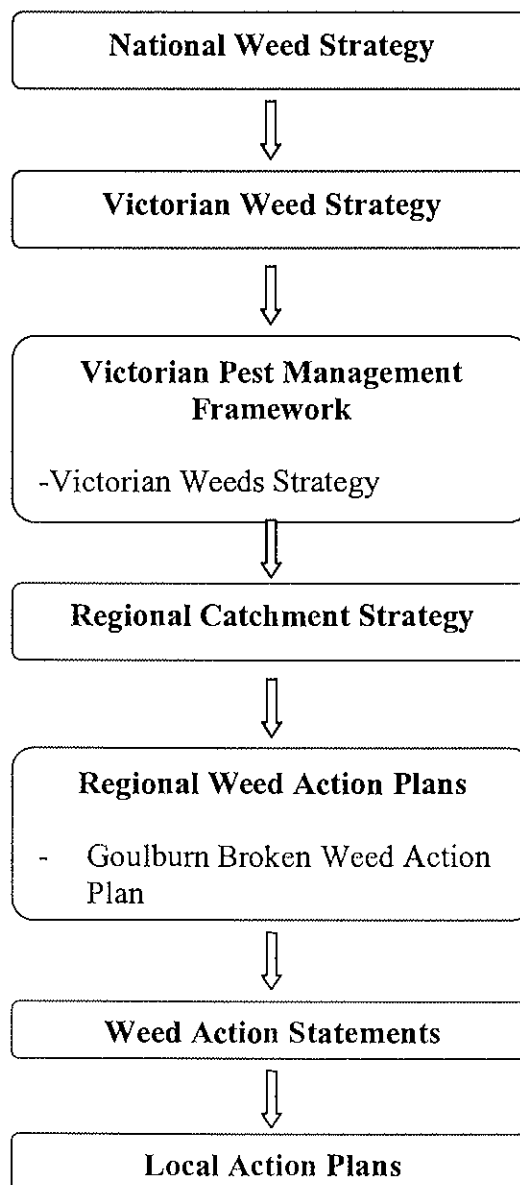 National Weed Strategy
Victorian Weed Strategy
Victorian Pest Management
Framework
-Victorian Weeds Strategy
Regional Catchment Strategy
Regional Weed Action Plans
- Goulburn Broken Weed Action
Plan
Weed Action Statements
Local Action Plans